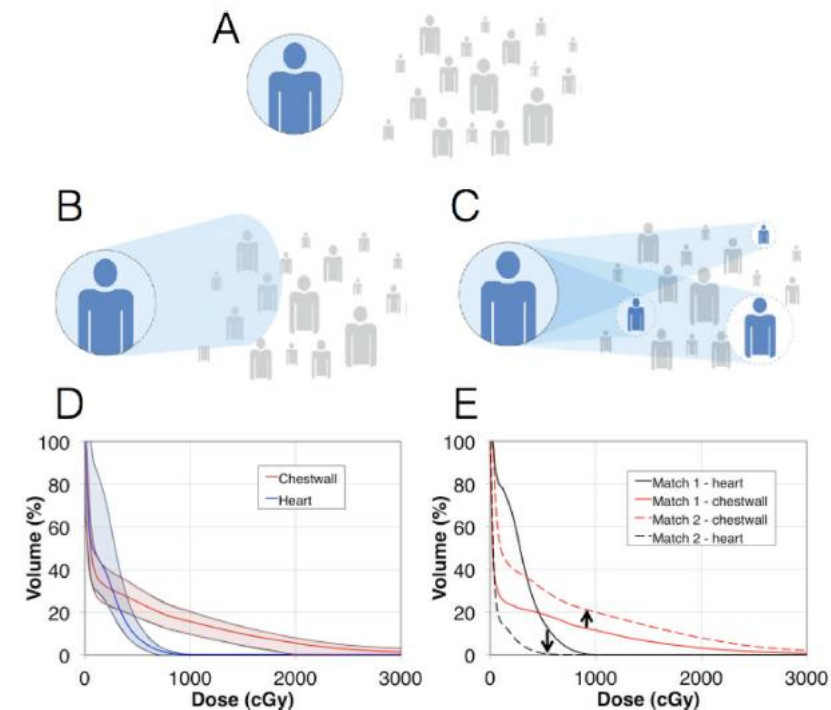 A
B
C
D
E
100
80
60
40
20
0
Volume (%)
0
1000
2000
3000
Dose (cGy)
Chestwall
Heart
100
80
60
40
20
0
Volume (%)
0
1000
2000
3000
Dose (cGy)
Match 1 - heart
Match 1 - chestwall
Match 2 - chestwall
Match 2 - heart